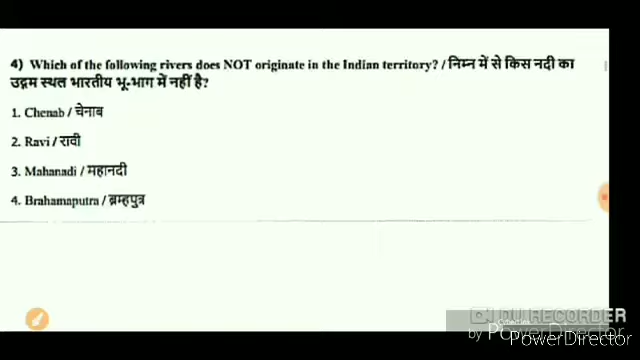 4) Which of the following rivers does NOT originate in the Indian territory? / निम्न में से किस नदी का
उद्गम स्थल भारतीय भू-भाग में नहीं है?
1. Chenab / चेनाब
2. Ravi / रावी
3. Mahanadi / महानदी
4. Brahamaputra / ब्रम्हपुत्र
DU RECORDER
by PowerDirector